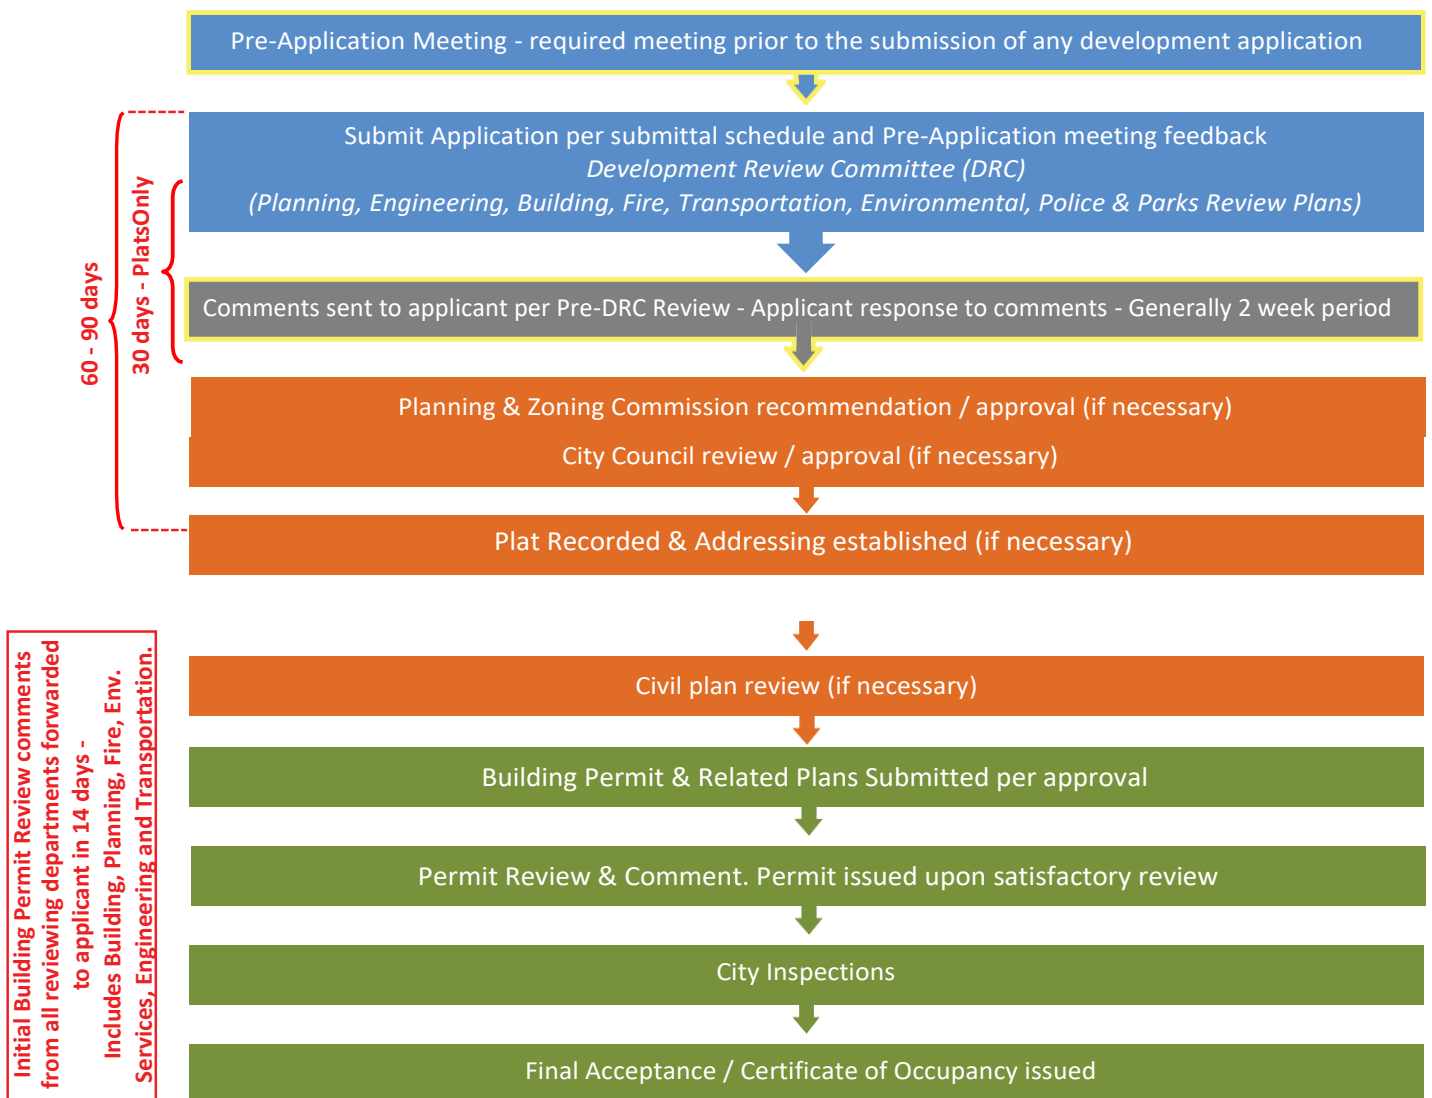 Pre-Application Meeting - required meeting prior to the submission of any development application
Submit Application per submittal schedule and Pre-Application meeting feedback
Development Review Committee (DRC)
(Planning, Engineering, Building, Fire, Transportation, Environmental, Police & Parks Review Plans)
60 - 90 days
30 days - PlatsOnly
Comments sent to applicant per Pre-DRC Review - Applicant response to comments - Generally 2 week period
Planning & Zoning Commission recommendation / approval (if necessary)
City Council review / approval (if necessary)
Plat Recorded & Addressing established (if necessary)
Civil plan review (if necessary)
Building Permit & Related Plans Submitted per approval
Permit Review & Comment. Permit issued upon satisfactory review
City Inspections
Final Acceptance / Certificate of Occupancy issued
Initial Building Permit Review comments
from all reviewing departments forwarded
to applicant in 14 days -
Includes Building, Planning, Fire, Env.
Services, Engineering and Transportation.